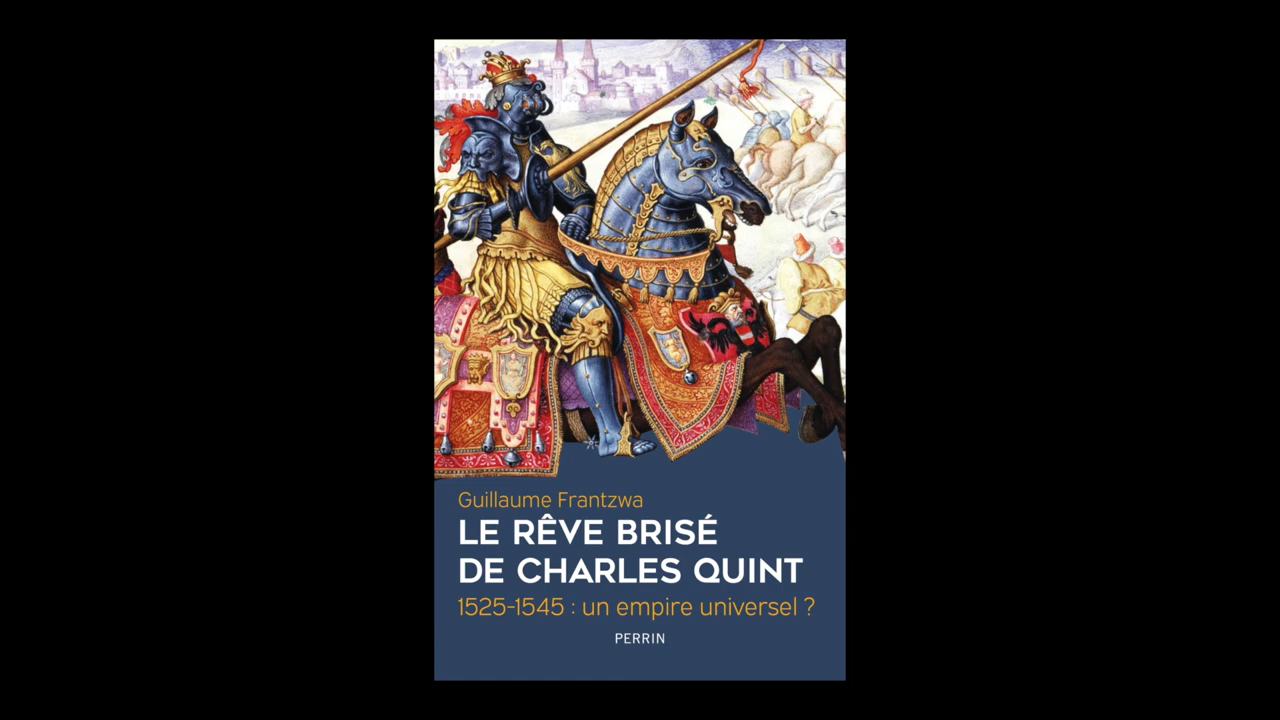 Guillaume Frantzwa
LE RÊVE BRISÉ
DE CHARLES QUINT
1525-1545 : un empire universel ?
PERRIN